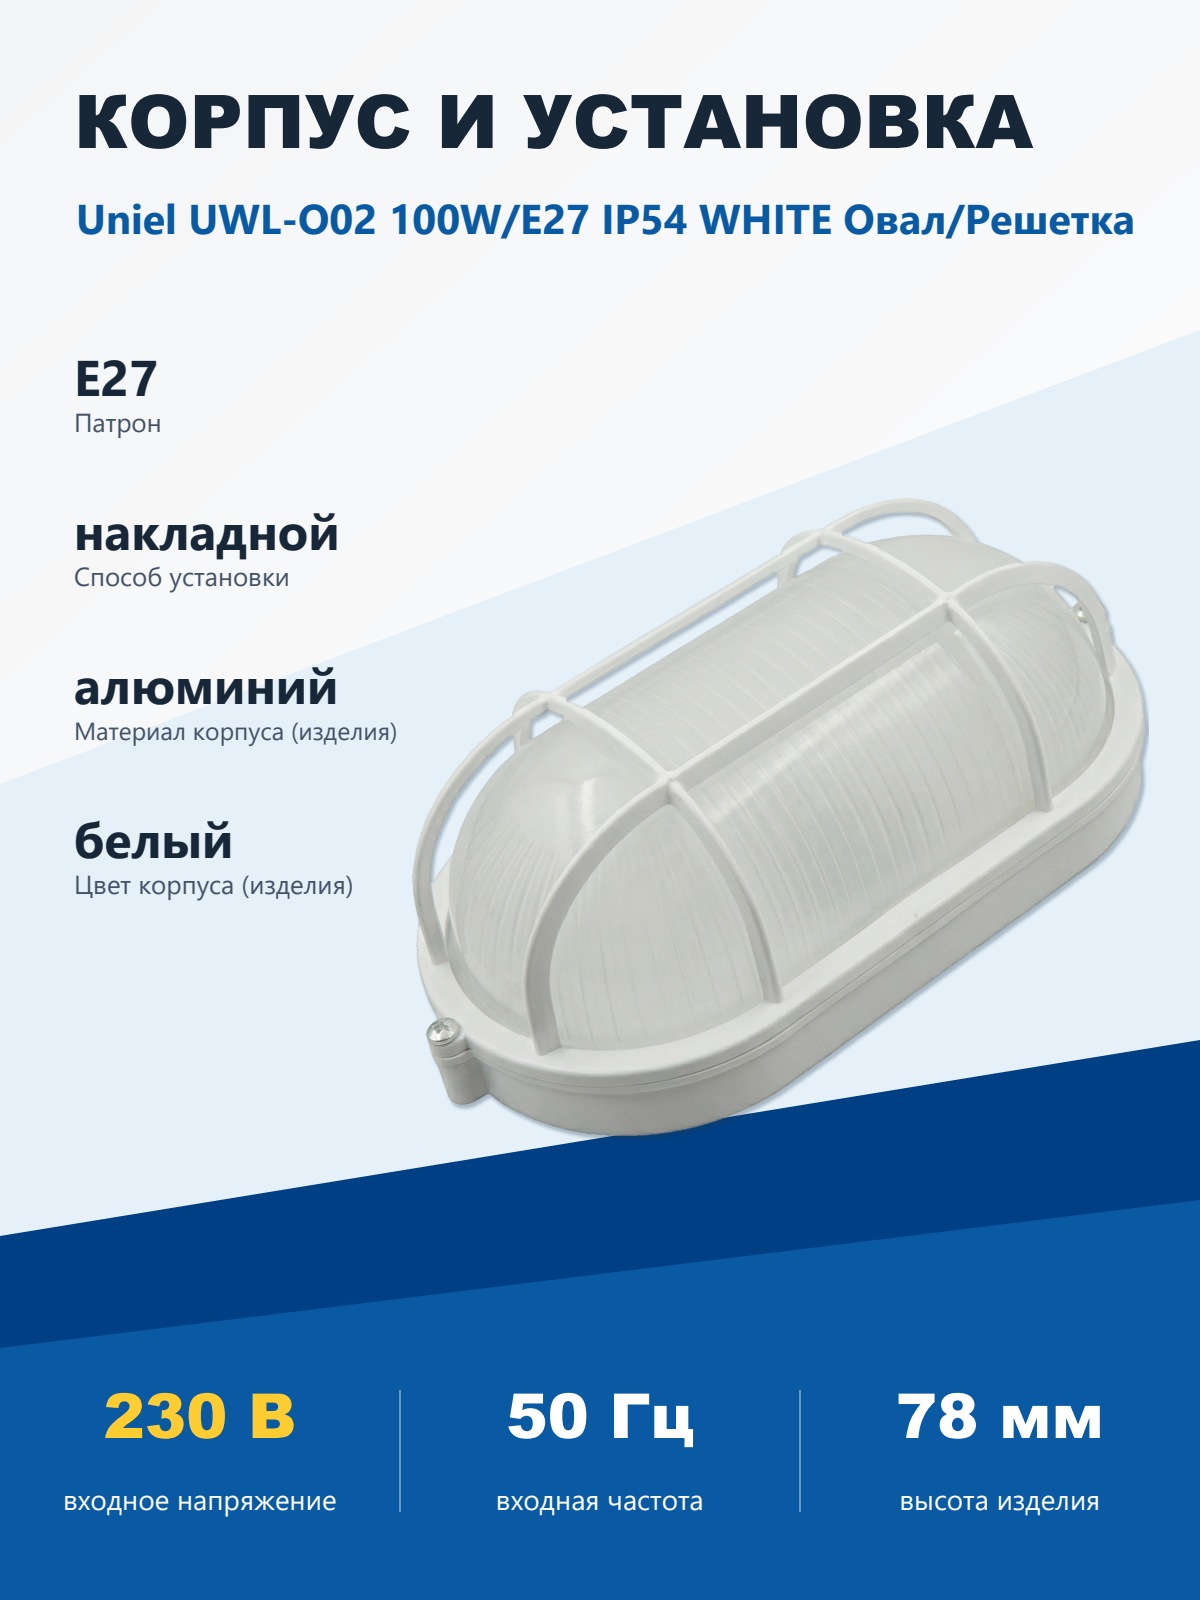 КОРПУС И УСТАНОВКА
Uniel UWL-O02 100W/E27 IP54 WHITE Овал/Решетка
E27
Патрон
накладной
Способ установки
алюминий
Материал корпуса (изделия)
белый
Цвет корпуса (изделия)
230 В
входное напряжение
50 Гц
входная частота
78 мм
высота изделия